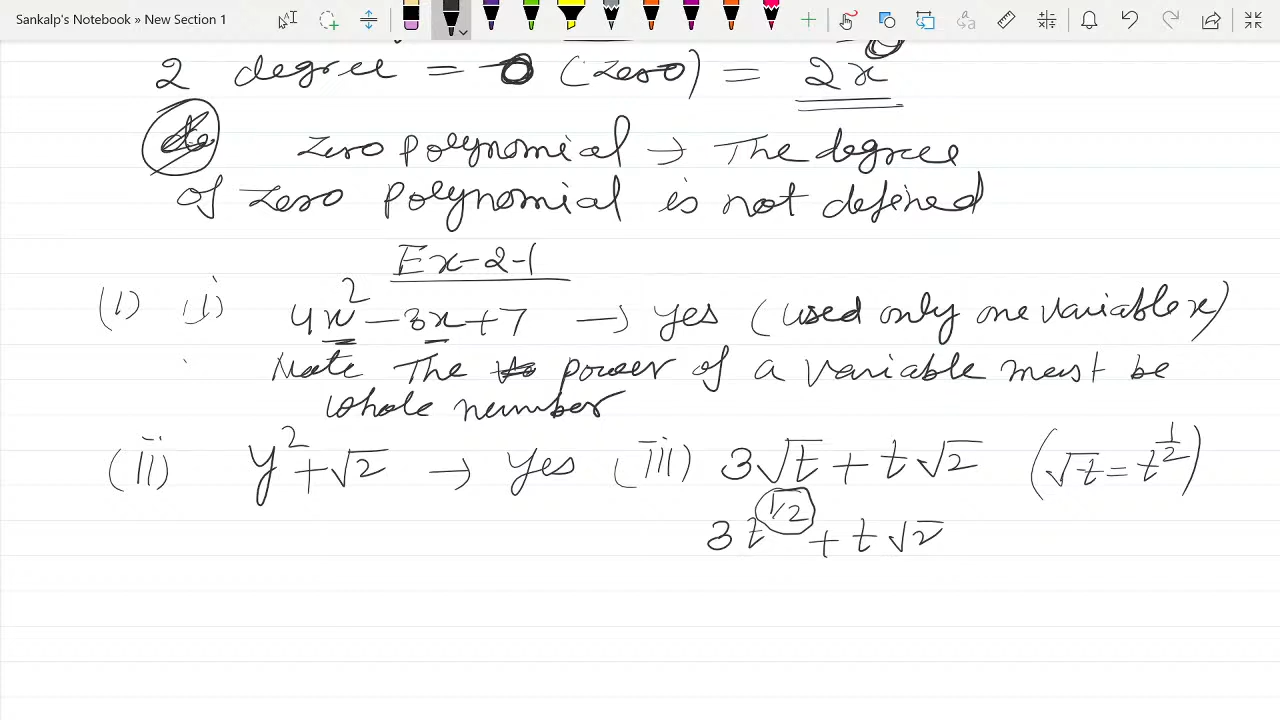 Sankalp's Notebook » New Section 1
2 degree = 0 (zero) = 2x⁰
Zero polynomial → The degree
of zero polynomial is not defined
Ex-2-1
(1) (i) 4x² - 3x + 7 → yes (used only one variable x)
Note The power of a variable must be
whole number
(ii) y² + √2 → yes (iii) 3√t + t√2 (√t = t^1/2)
3t^1/2 + t√2